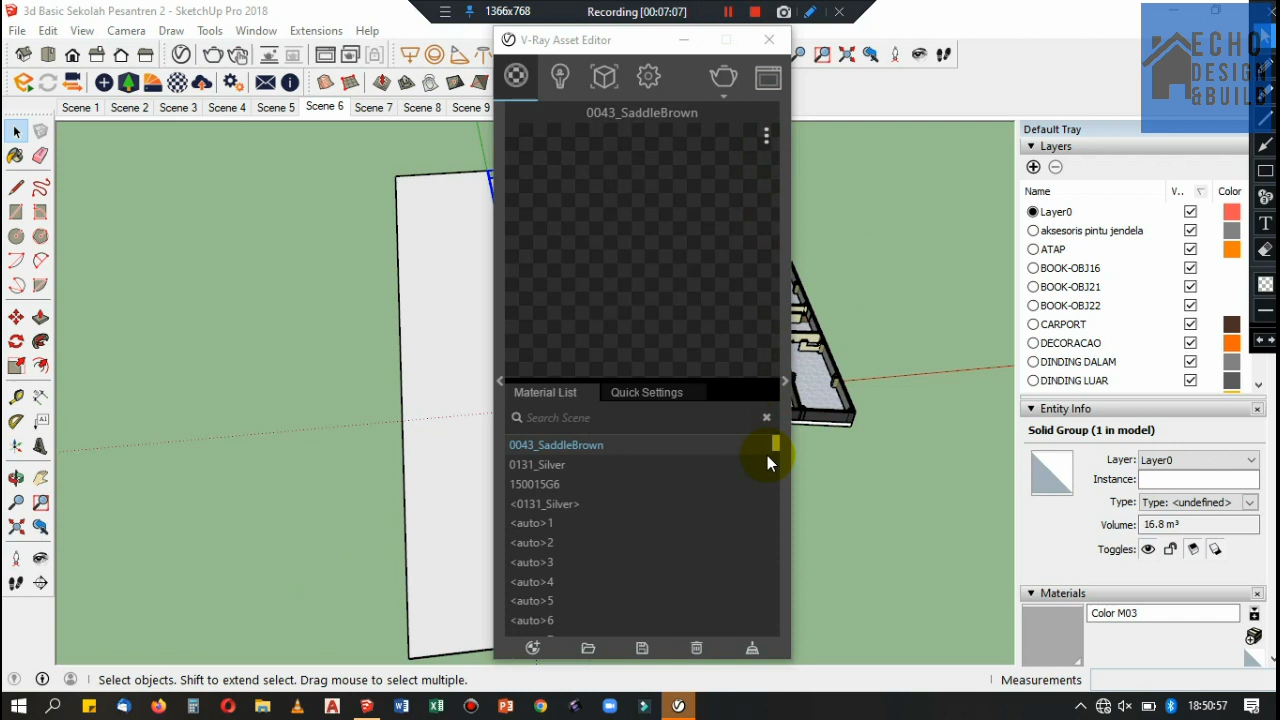 3d Basic Sekolah Pesantren 2 - SketchUp Pro 2018
1366x768
Recording [00:07:07]
File Edit View Camera Draw Tools Window Extensions Help
V-Ray Asset Editor
ECHO
DESIGN
&BUILD
Scene 1 Scene 2 Scene 3 Scene 4 Scene 5 Scene 6 Scene 7 Scene 8 Scene 9
0043_SaddleBrown
Default Tray
Layers
Name V.. Color
Layer0
aksesoris pintu jendela
ATAP
BOOK-OBJ16
BOOK-OBJ21
BOOK-OBJ22
CARPORT
DECORACAO
DINDING DALAM
DINDING LUAR
Material List Quick Settings
Search Scene
0043_SaddleBrown
0131_Silver
150015G6
<0131_Silver>
<auto>1
<auto>2
<auto>3
<auto>4
<auto>5
<auto>6
Entity Info
Solid Group (1 in model)
Layer: Layer0
Instance:
Type: Type: <undefined>
Volume: 16.8 m³
Toggles:
Materials
Color M03
Select objects. Shift to extend select. Drag mouse to select multiple.
Measurements
18:50:57